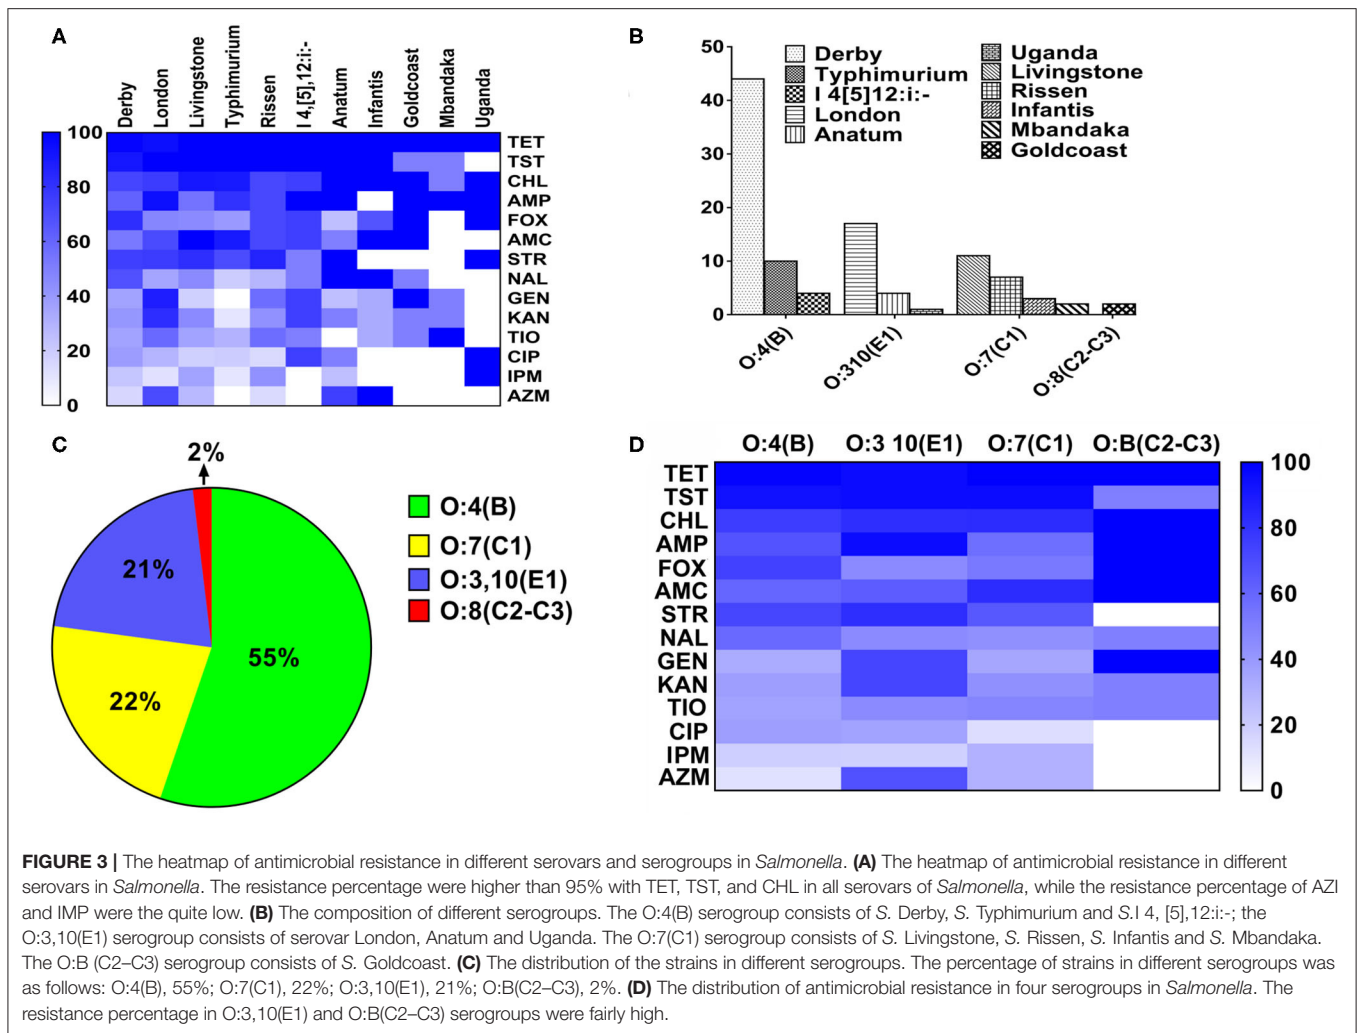 A
Derby
London
Livingstone
Typhimurium
Rissen
I 4,[5],12:i:-
Anatum
Infantis
Goldcoast
Mbandaka
Uganda
100
80
60
40
20
0
TET
TST
CHL
AMP
FOX
AMC
STR
NAL
GEN
KAN
TIO
CIP
IPM
AZM
B
50
40
30
20
10
0
Derby
Typhimurium
I 4[5]12:i:-
London
Anatum
Uganda
Livingstone
Rissen
Infantis
Mbandaka
Goldcoast
O:4(B)
O:310(E1)
O:7(C1)
O:8(C2-C3)
C
2%
21%
22%
55%
O:4(B)
O:7(C1)
O:3,10(E1)
O:8(C2-C3)
D
O:4(B) O:3 10(E1) O:7(C1) O:B(C2-C3)
TET
TST
CHL
AMP
FOX
AMC
STR
NAL
GEN
KAN
TIO
CIP
IPM
AZM
100
80
60
40
20
0
FIGURE 3 | The heatmap of antimicrobial resistance in different serovars and serogroups in Salmonella. (A) The heatmap of antimicrobial resistance in different
serovars in Salmonella. The resistance percentage were higher than 95% with TET, TST, and CHL in all serovars of Salmonella, while the resistance percentage of AZI
and IMP were the quite low. (B) The composition of different serogroups. The O:4(B) serogroup consists of S. Derby, S. Typhimurium and S.I 4, [5],12:i:-; the
O:3,10(E1) serogroup consists of serovar London, Anatum and Uganda. The O:7(C1) serogroup consists of S. Livingstone, S. Rissen, S. Infantis and S. Mbandaka.
The O:B (C2–C3) serogroup consists of S. Goldcoast. (C) The distribution of the strains in different serogroups. The percentage of strains in different serogroups was
as follows: O:4(B), 55%; O:7(C1), 22%; O:3,10(E1), 21%; O:B(C2–C3), 2%. (D) The distribution of antimicrobial resistance in four serogroups in Salmonella. The
resistance percentage in O:3,10(E1) and O:B(C2–C3) serogroups were fairly high.